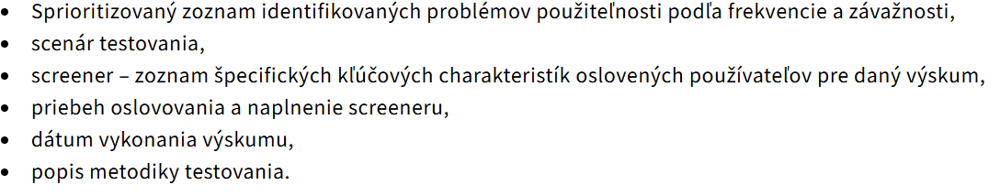 • Sprioritizovaný zoznam identifikovaných problémov použiteľnosti podľa frekvencie a závažnosti,
• scenár testovania,
• screener – zoznam špecifických kľúčových charakteristík oslovených používateľov pre daný výskum,
• priebeh oslovovania a naplnenie screeneru,
• dátum vykonania výskumu,
• popis metodiky testovania.